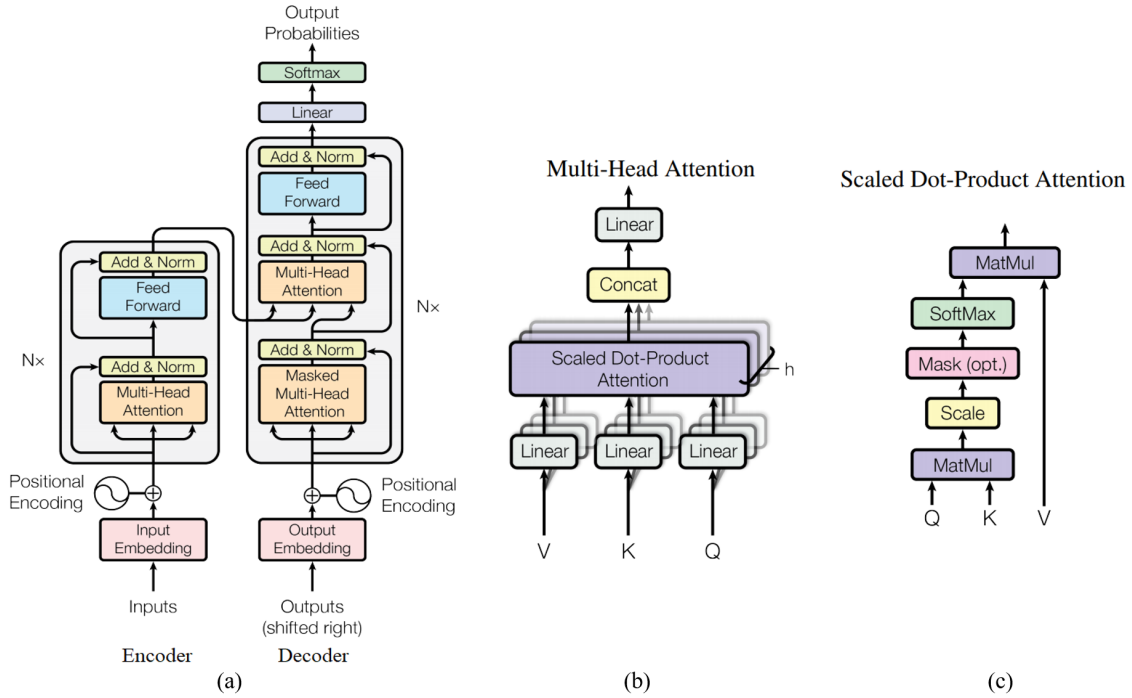 Output
Probabilities
Softmax
Linear
Add & Norm
Feed
Forward
Add & Norm
Multi-Head
Attention
Add & Norm
Masked
Multi-Head
Attention
N×
Positional
Encoding
Output
Embedding
Outputs
(shifted right)
Decoder
Add & Norm
Feed
Forward
N×
Add & Norm
Multi-Head
Attention
Positional
Encoding
Input
Embedding
Inputs
Encoder
(a)
Multi-Head Attention
Linear
Concat
Scaled Dot-Product
Attention
h
Linear
Linear
Linear
V
K
Q
(b)
Scaled Dot-Product Attention
MatMul
SoftMax
Mask (opt.)
Scale
MatMul
Q
K
V
(c)